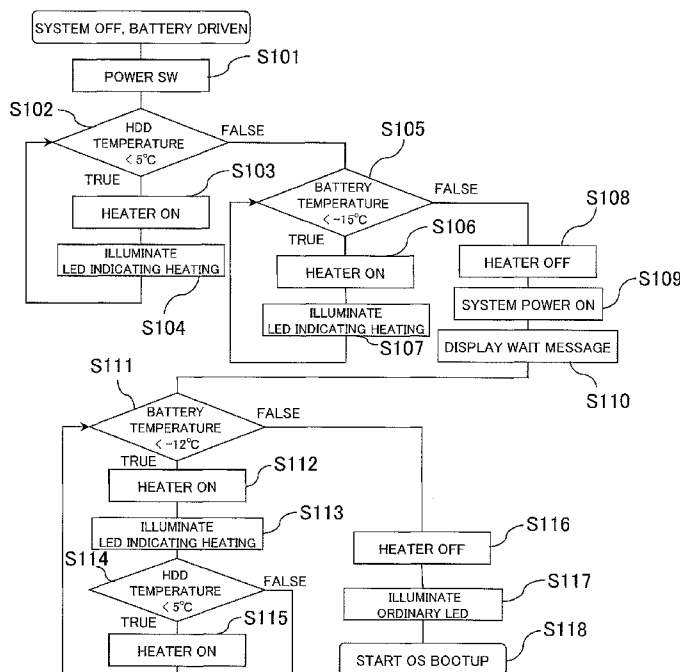 SYSTEM OFF, BATTERY DRIVEN
S101
POWER SW
S102
HDD
TEMPERATURE
< 5°C
FALSE
TRUE
S103
HEATER ON
ILLUMINATE
LED INDICATING HEATING
S104
S105
BATTERY
TEMPERATURE
< -15°C
FALSE
TRUE
S106
HEATER ON
ILLUMINATE
LED INDICATING HEATING
S107
S108
HEATER OFF
S109
SYSTEM POWER ON
DISPLAY WAIT MESSAGE
S110
S111
BATTERY
TEMPERATURE
< -12°C
FALSE
TRUE
S112
HEATER ON
S113
ILLUMINATE
LED INDICATING HEATING
S114
HDD
TEMPERATURE
< 5°C
FALSE
TRUE
S115
HEATER ON
S116
HEATER OFF
S117
ILLUMINATE
ORDINARY LED
S118
START OS BOOTUP